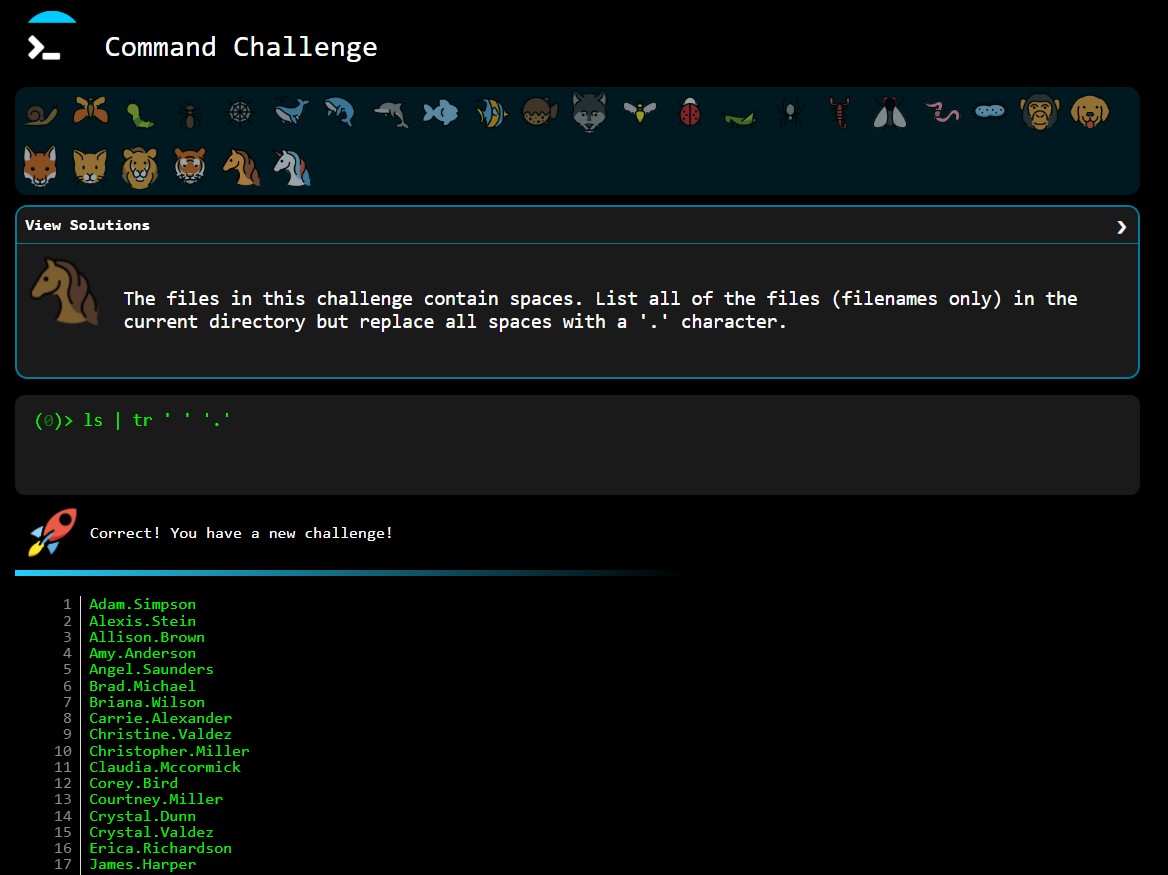 Command Challenge
View Solutions
The files in this challenge contain spaces. List all of the files (filenames only) in the
current directory but replace all spaces with a '.' character.
(0)> ls | tr ' ' '.'
Correct! You have a new challenge!
1 Adam.Simpson
2 Alexis.Stein
3 Allison.Brown
4 Amy.Anderson
5 Angel.Saunders
6 Brad.Michael
7 Briana.Wilson
8 Carrie.Alexander
9 Christine.Valdez
10 Christopher.Miller
11 Claudia.Mccormick
12 Corey.Bird
13 Courtney.Miller
14 Crystal.Dunn
15 Crystal.Valdez
16 Erica.Richardson
17 James.Harper